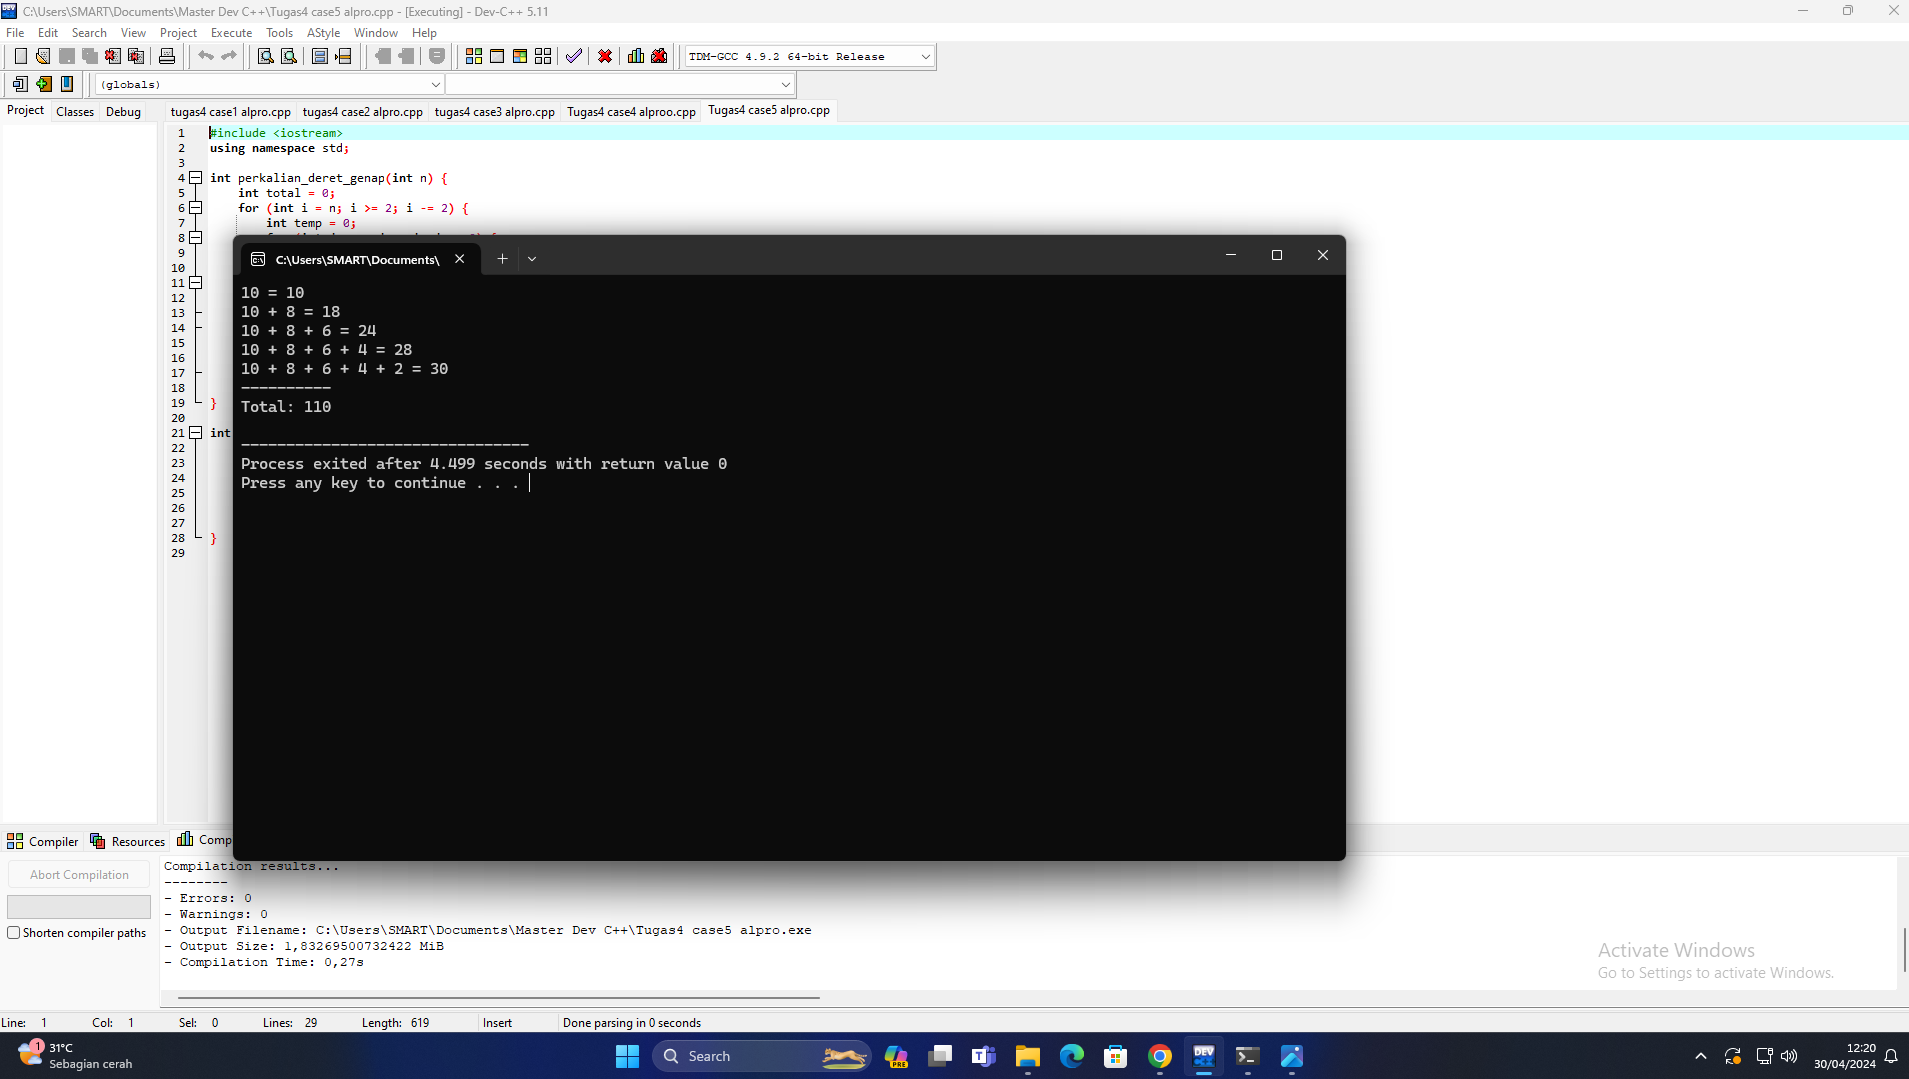 C:\Users\SMART\Documents\Master Dev C++\Tugas4 case5 alpro.cpp - [Executing] - Dev-C++ 5.11
File Edit Search View Project Execute Tools AStyle Window Help
TDM-GCC 4.9.2 64-bit Release
(globals)
Project Classes Debug
tugas4 case1 alpro.cpp tugas4 case2 alpro.cpp tugas4 case3 alpro.cpp Tugas4 case4 alproo.cpp Tugas4 case5 alpro.cpp
1 #include <iostream>
2 using namespace std;
3
4 int perkalian_deret_genap(int n) {
5 int total = 0;
6 for (int i = n; i >= 2; i -= 2) {
7 int temp = 0;
8
9
10
11
12
13
14
15
16
17
18
19 }
20
21 int
22
23
24
25
26
27
28 }
29
C:\Users\SMART\Documents\
10 = 10
10 + 8 = 18
10 + 8 + 6 = 24
10 + 8 + 6 + 4 = 28
10 + 8 + 6 + 4 + 2 = 30
----------
Total: 110
--------------------------------
Process exited after 4.499 seconds with return value 0
Press any key to continue . . .
Compiler Resources Comp
Abort Compilation
Shorten compiler paths
Compilation results...
--------
- Errors: 0
- Warnings: 0
- Output Filename: C:\Users\SMART\Documents\Master Dev C++\Tugas4 case5 alpro.exe
- Output Size: 1,83269500732422 MiB
- Compilation Time: 0,27s
Activate Windows
Go to Settings to activate Windows.
Line: 1 Col: 1 Sel: 0 Lines: 29 Length: 619 Insert Done parsing in 0 seconds
1
31°C
Sebagian cerah
Search
PRE
DEV
12:20
30/04/2024